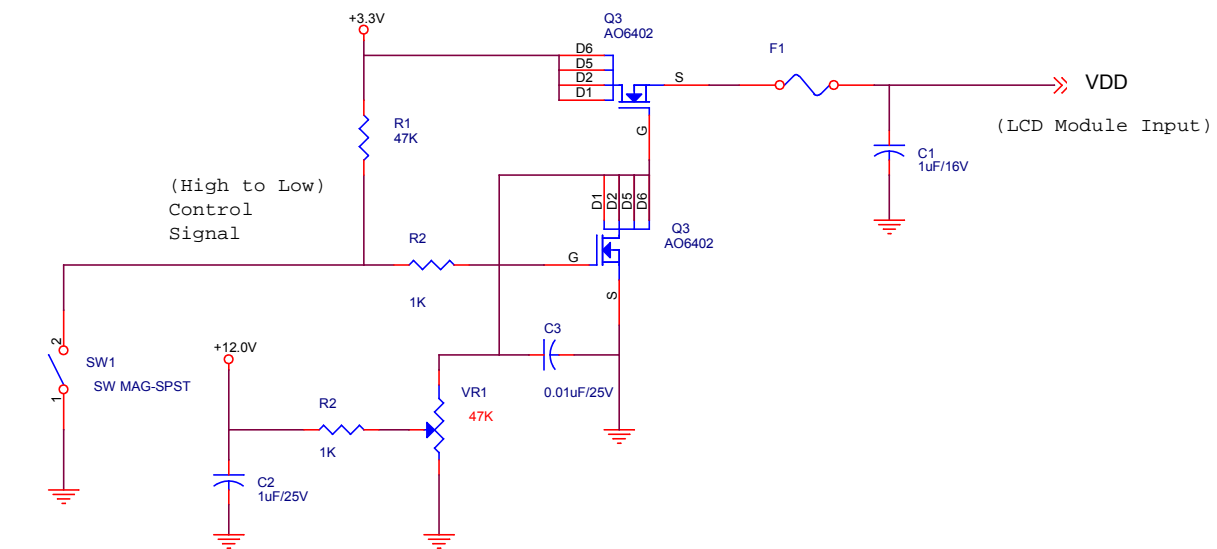 +3.3V
Q3
AO6402
D6
D5
D2
D1
S
G
F1
VDD
(LCD Module Input)
R1
47K
C1
1uF/16V
(High to Low)
Control
Signal
D1
D2
D5
D6
Q3
AO6402
R2
1K
G
S
2
1
SW1
SW MAG-SPST
+12.0V
C3
0.01uF/25V
VR1
47K
R2
1K
C2
1uF/25V